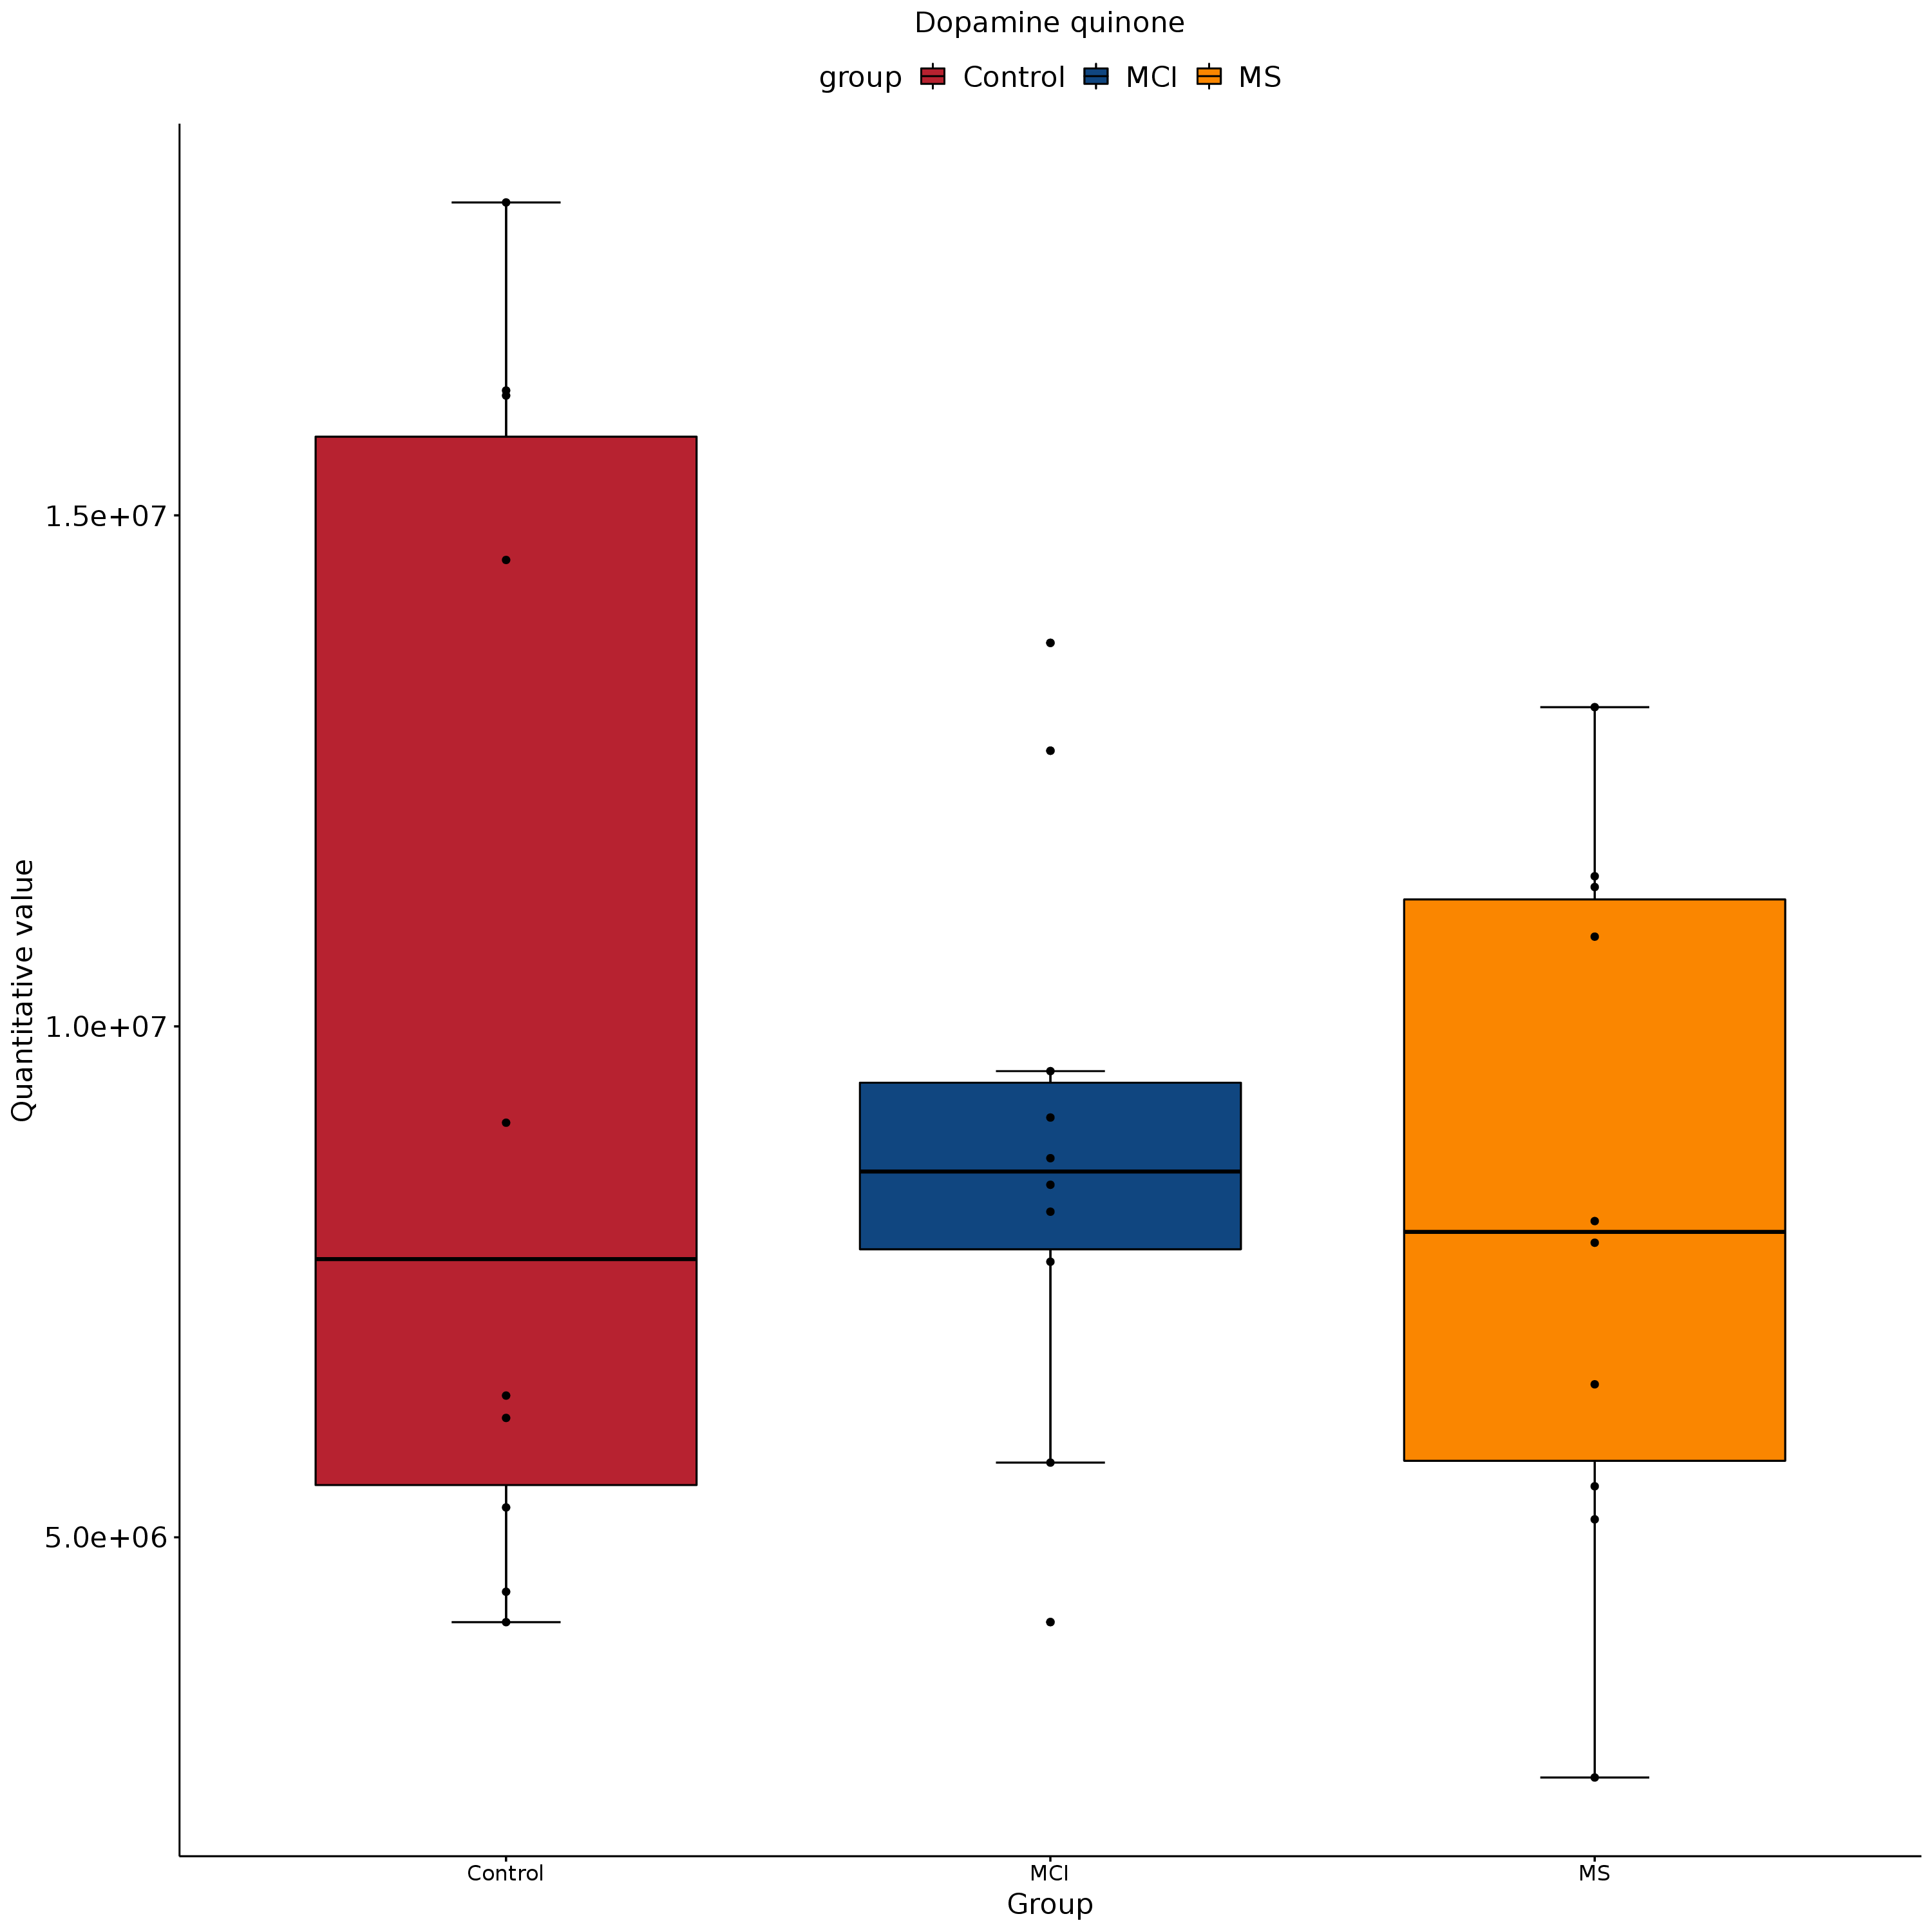 Dopamine quinone
group Control MCI MS
1.5e+07
1.0e+07
5.0e+06
Quantitative value
Control MCI MS
Group